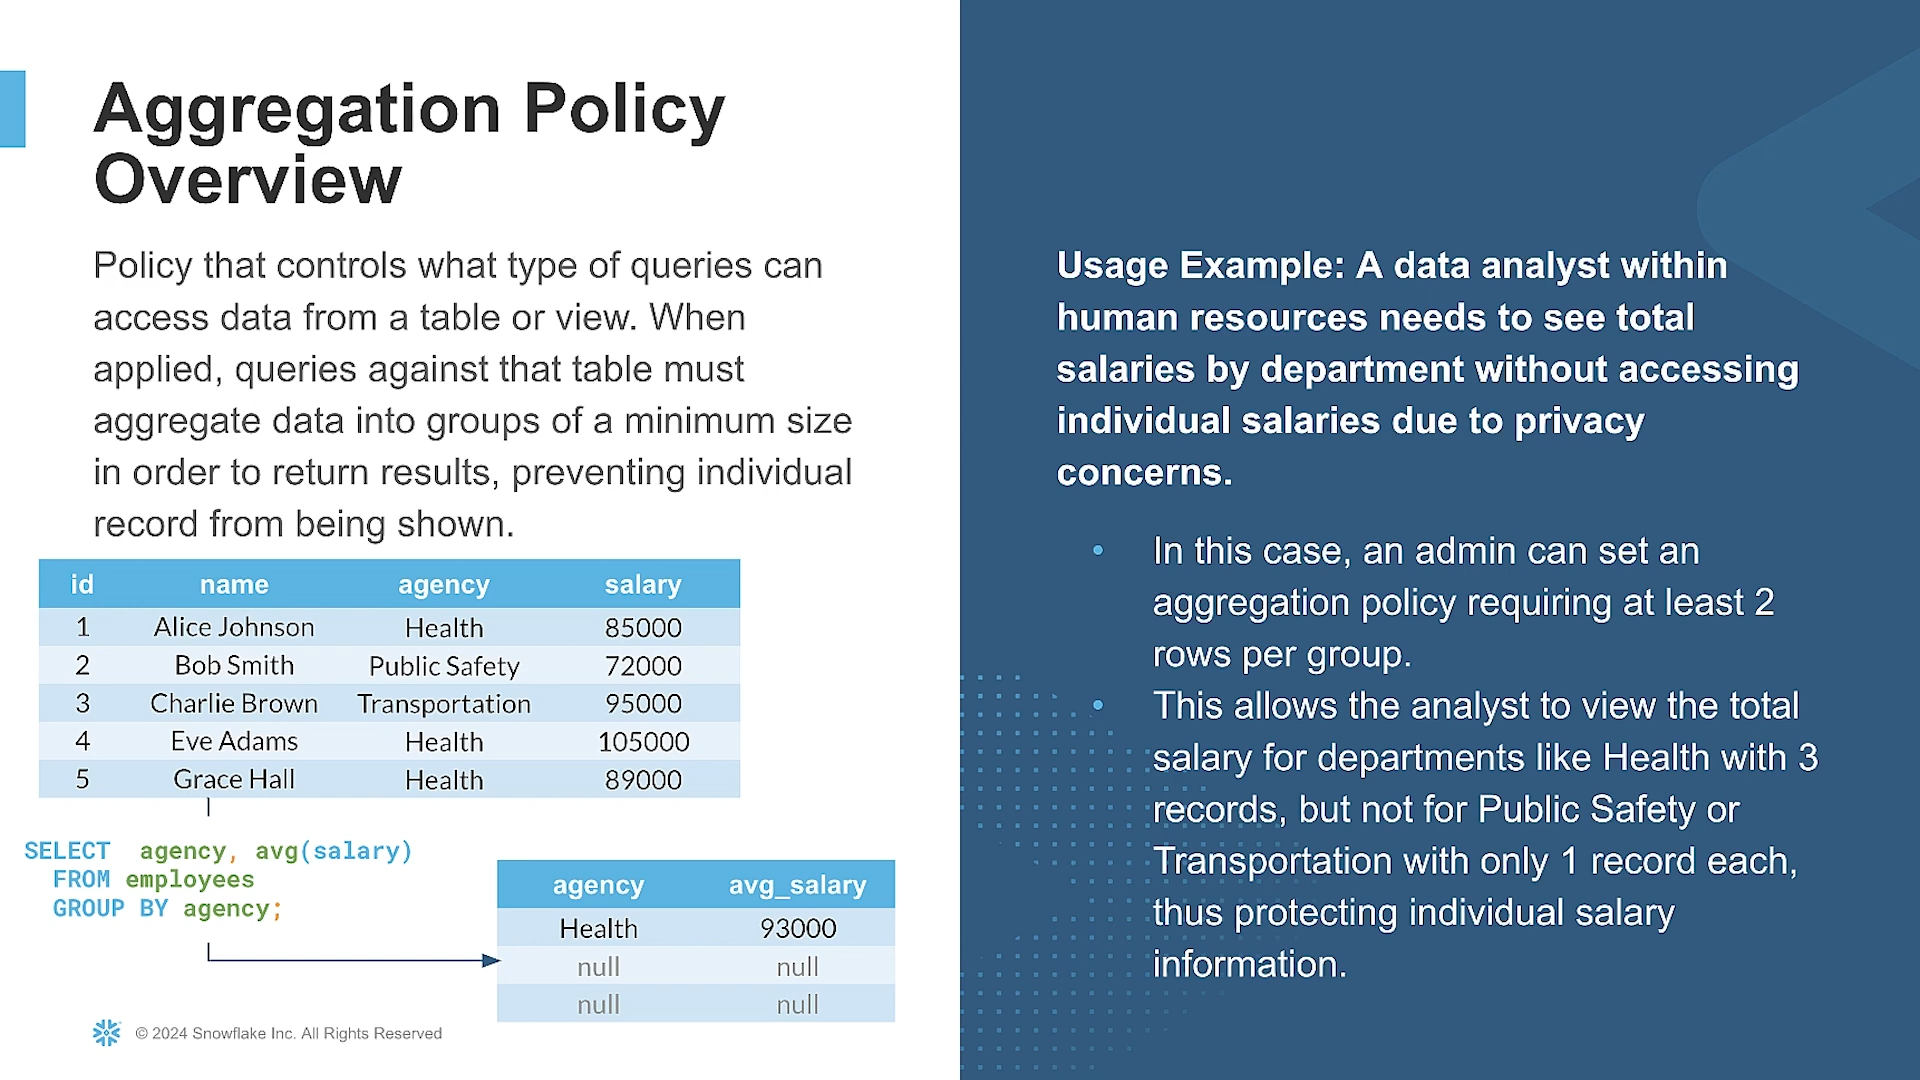 Aggregation Policy
Overview
Policy that controls what type of queries can
access data from a table or view. When
applied, queries against that table must
aggregate data into groups of a minimum size
in order to return results, preventing individual
record from being shown.
id name agency salary
1 Alice Johnson Health 85000
2 Bob Smith Public Safety 72000
3 Charlie Brown Transportation 95000
4 Eve Adams Health 105000
5 Grace Hall Health 89000
SELECT agency, avg(salary)
FROM employees
GROUP BY agency;
agency avg_salary
Health 93000
null null
null null
© 2024 Snowflake Inc. All Rights Reserved
Usage Example: A data analyst within
human resources needs to see total
salaries by department without accessing
individual salaries due to privacy
concerns.
• In this case, an admin can set an
aggregation policy requiring at least 2
rows per group.
• This allows the analyst to view the total
salary for departments like Health with 3
records, but not for Public Safety or
Transportation with only 1 record each,
thus protecting individual salary
information.